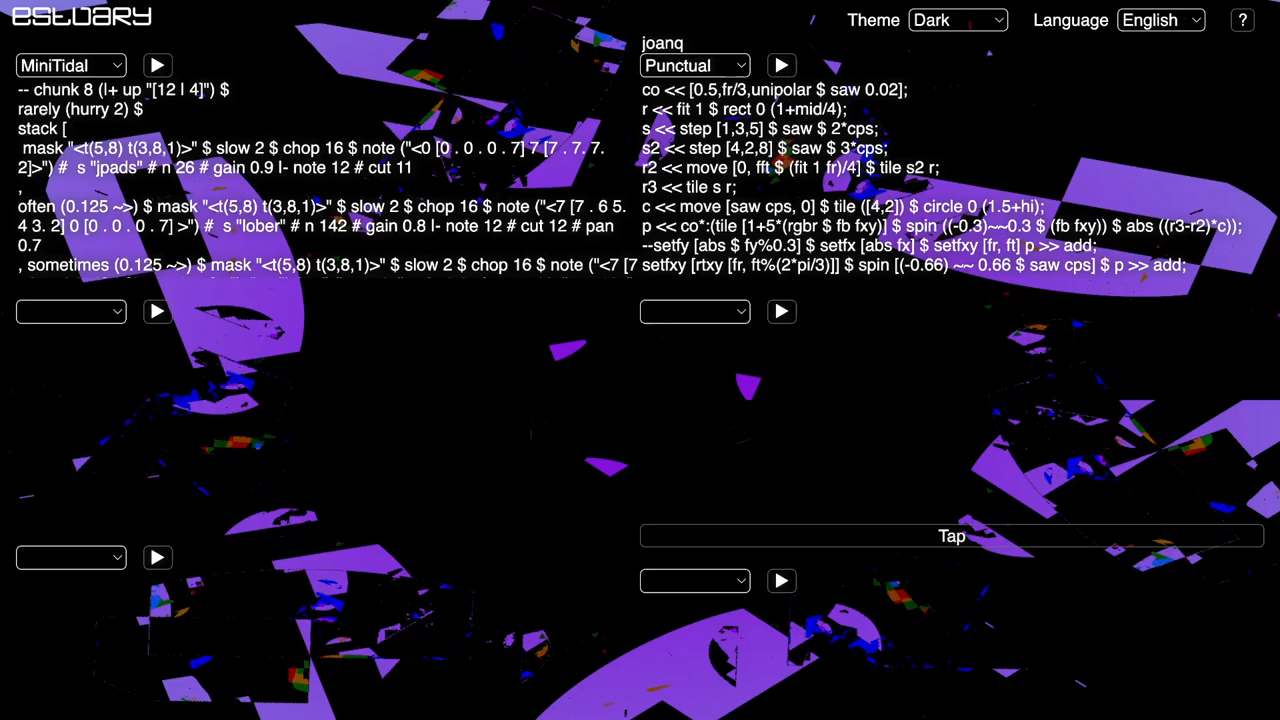 estuary
Theme Dark Language English ?
MiniTidal
-- chunk 8 (|+ up "[12 | 4]") $
rarely (hurry 2) $
stack [
mask "<t(5,8) t(3,8,1)>" $ slow 2 $ chop 16 $ note ("<0 [0 . 0 . 0 . 7] 7 [7 . 7. 7.
2]>") # s "jpads" # n 26 # gain 0.9 |- note 12 # cut 11
,
often (0.125 ~>) $ mask "<t(5,8) t(3,8,1)>" $ slow 2 $ chop 16 $ note ("<7 [7 . 6 5.
4 3. 2] 0 [0 . 0 . 0 . 7] >") # s "lober" # n 142 # gain 0.8 |- note 12 # cut 12 # pan
0.7
, sometimes (0.125 ~>) $ mask "<t(5,8) t(3,8,1)>" $ slow 2 $ chop 16 $ note ("<7 [7
joanq
Punctual
co << [0.5,fr/3,unipolar $ saw 0.02];
r << fit 1 $ rect 0 (1+mid/4);
s << step [1,3,5] $ saw $ 2*cps;
s2 << step [4,2,8] $ saw $ 3*cps;
r2 << move [0, fft $ (fit 1 fr)/4] $ tile s2 r;
r3 << tile s r;
c << move [saw cps, 0] $ tile ([4,2]) $ circle 0 (1.5+hi);
p << co*:(tile [1+5*(rgbr $ fb fxy)] $ spin ((-0.3)~~0.3 $ (fb fxy)) $ abs ((r3-r2)*c));
--setfy [abs $ fy%0.3] $ setfx [abs fx] $ setfxy [fr, ft] p >> add;
setfxy [rtxy [fr, ft%(2*pi/3)]] $ spin [(-0.66) ~~ 0.66 $ saw cps] $ p >> add;
Tap